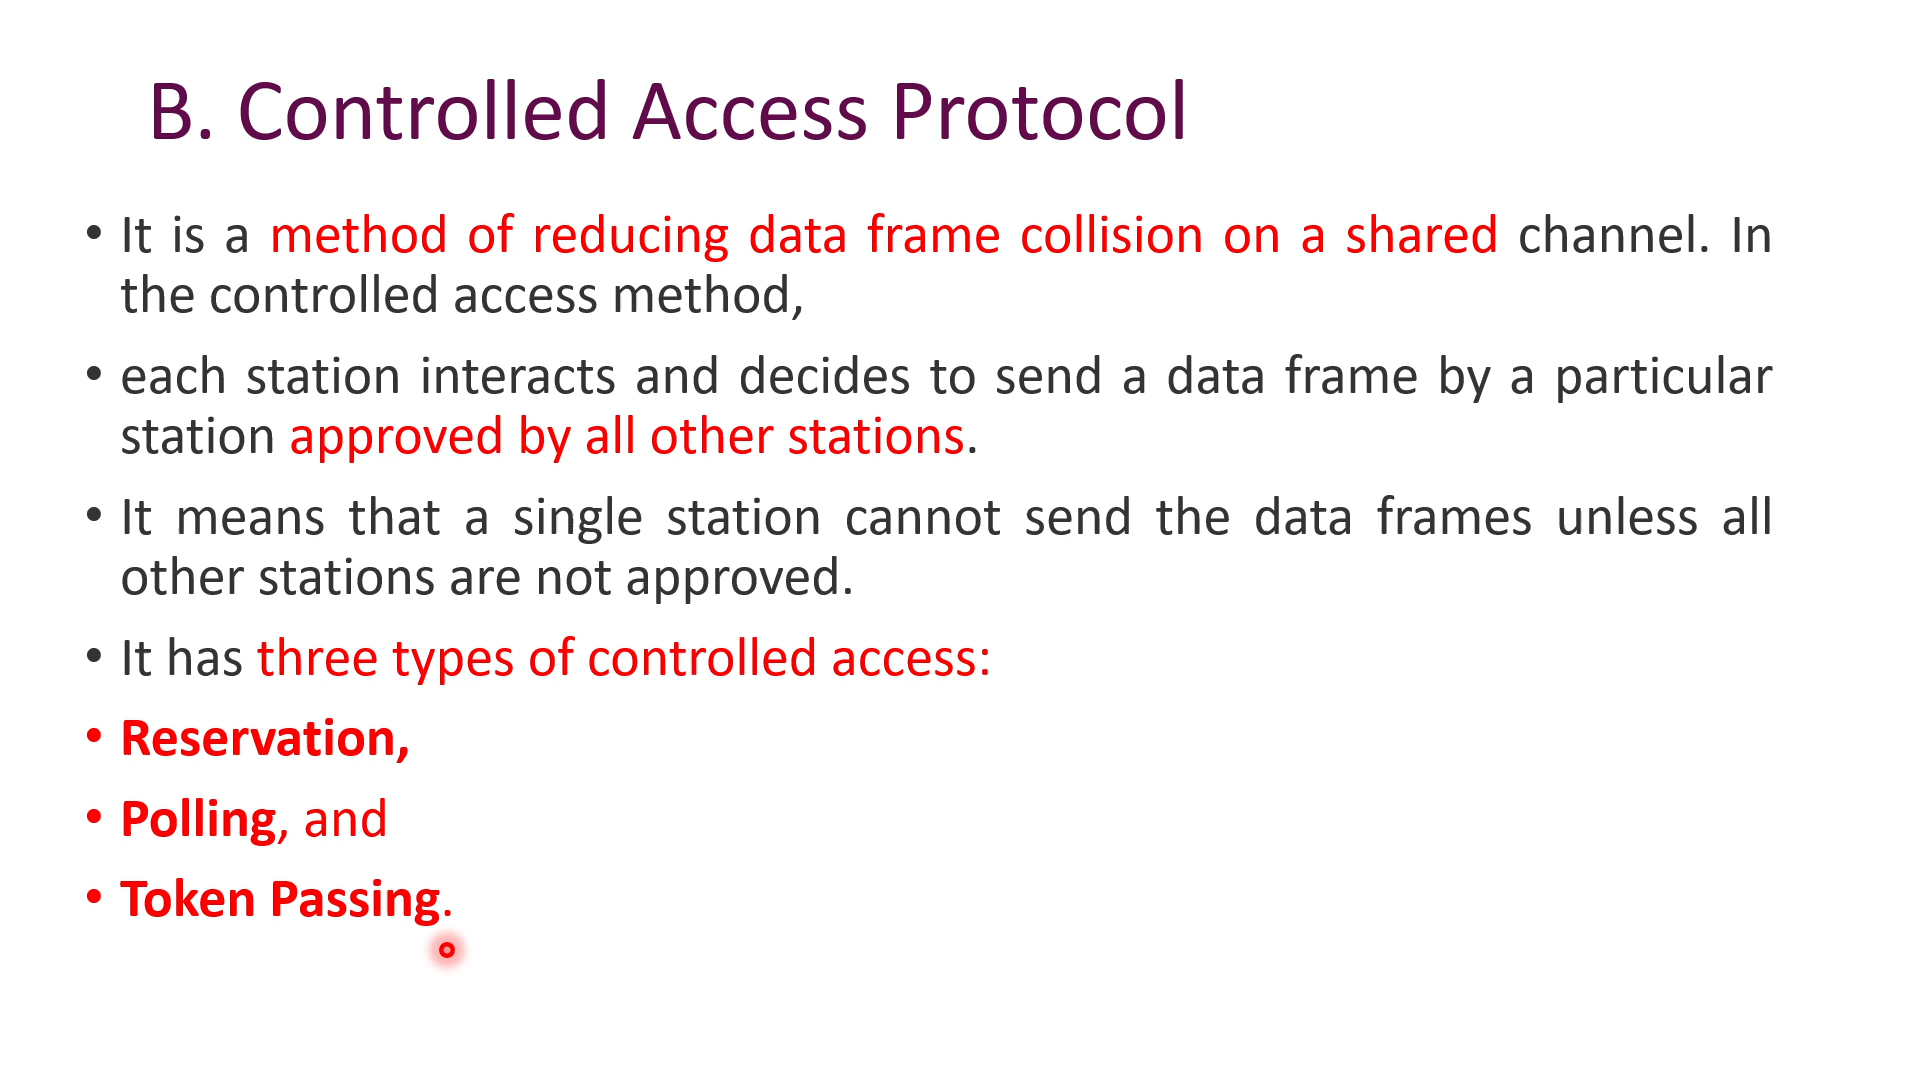 B. Controlled Access Protocol
• It is a method of reducing data frame collision on a shared channel. In
the controlled access method,
• each station interacts and decides to send a data frame by a particular
station approved by all other stations.
• It means that a single station cannot send the data frames unless all
other stations are not approved.
• It has three types of controlled access:
• Reservation,
• Polling, and
• Token Passing.